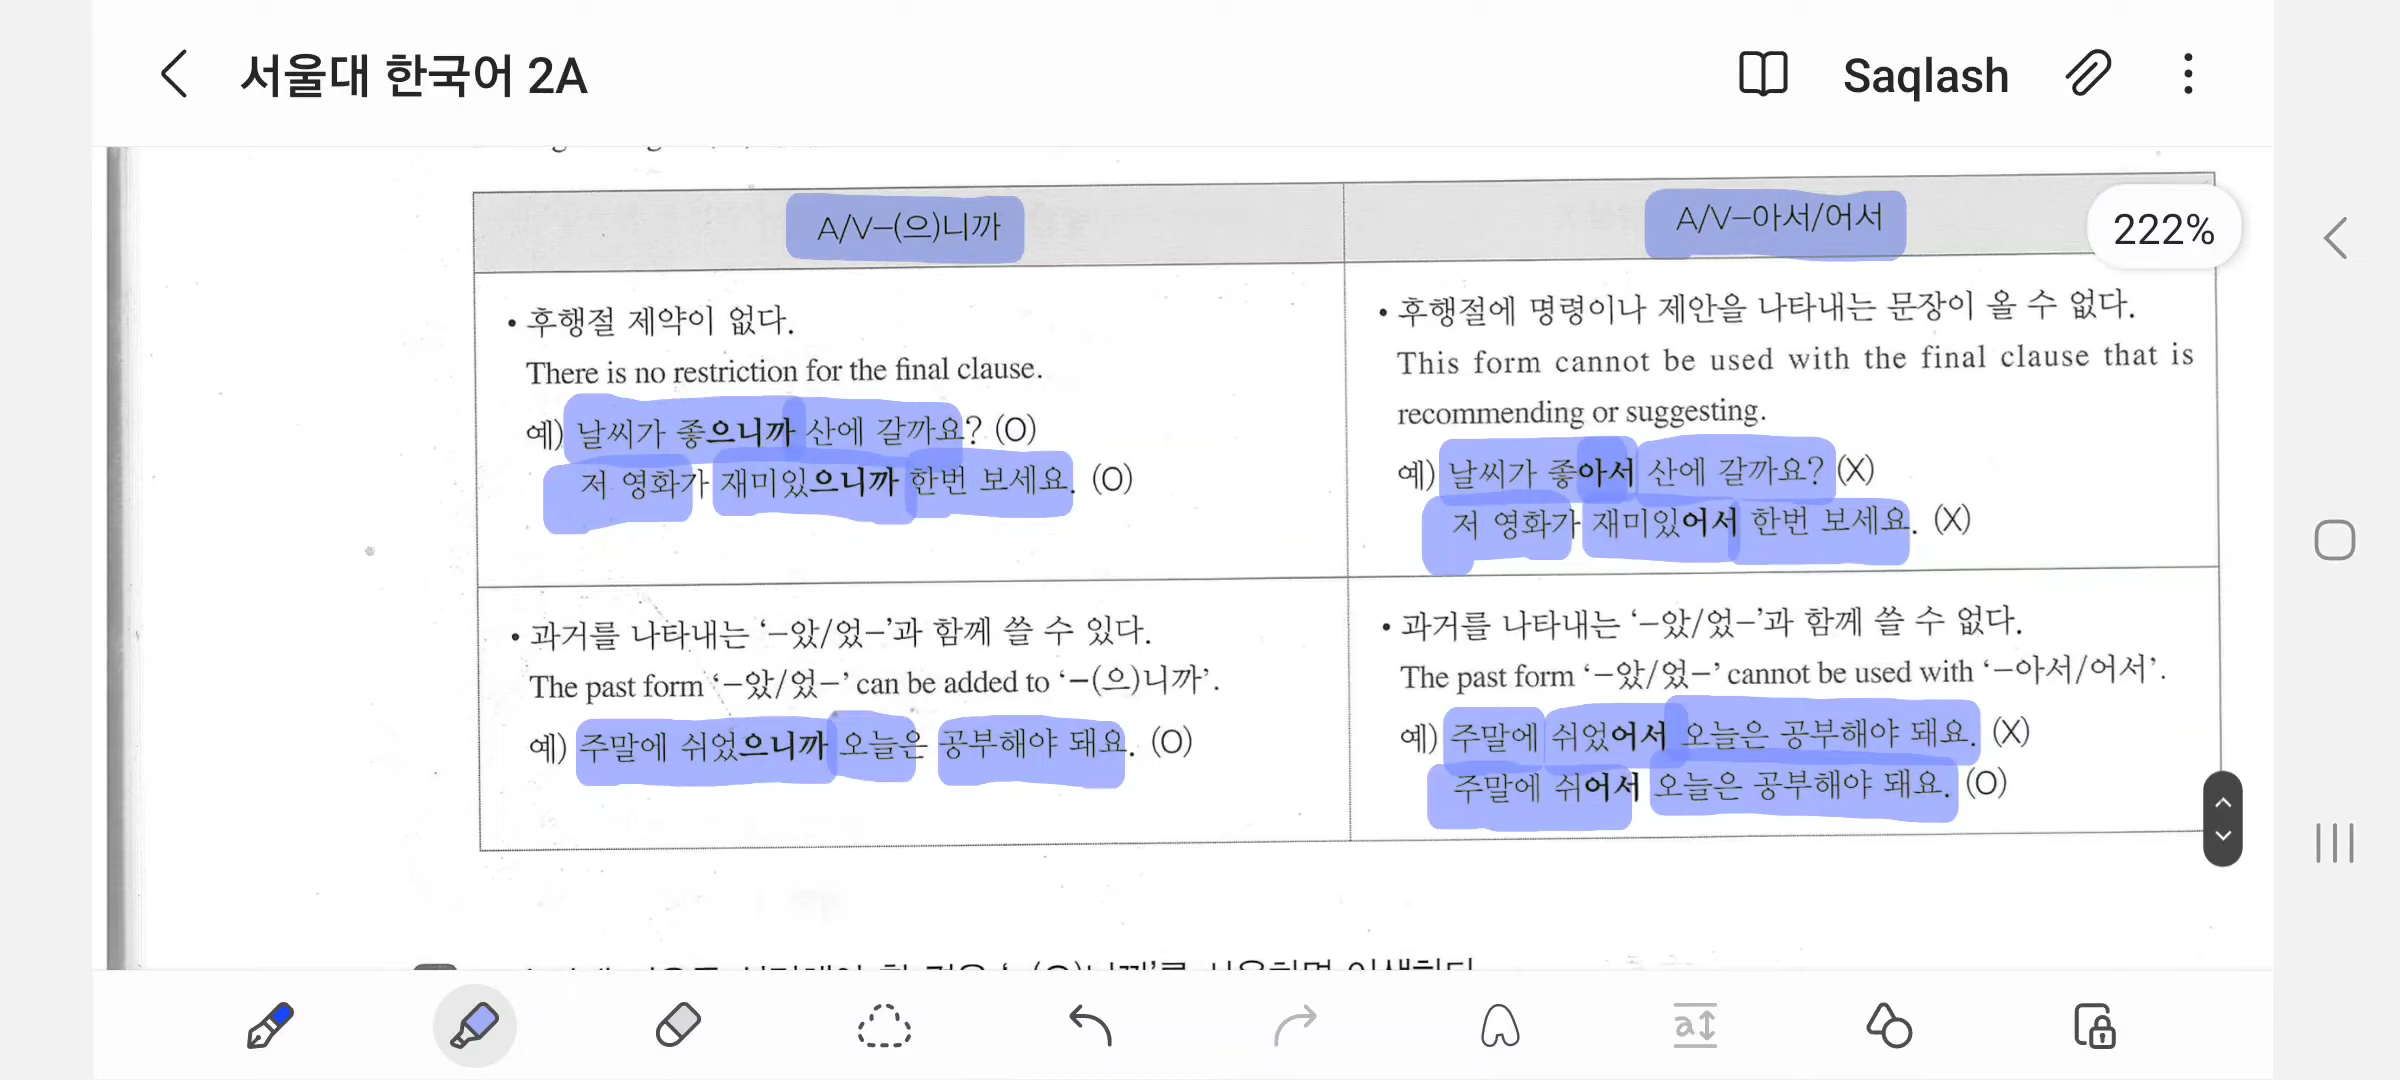 서울대 한국어 2A
Saqlash
222%
A/V–(으)니까
• 후행절 제약이 없다.
There is no restriction for the final clause.
예) 날씨가 좋으니까 산에 갈까요? (O)
저 영화가 재미있으니까 한번 보세요. (O)
• 과거를 나타내는 ‘–았/었–’과 함께 쓸 수 있다.
The past form ‘–았/었–’ can be added to ‘–(으)니까’.
예) 주말에 쉬었으니까 오늘은 공부해야 돼요. (O)
A/V–아서/어서
• 후행절에 명령이나 제안을 나타내는 문장이 올 수 없다.
This form cannot be used with the final clause that is
recommending or suggesting.
예) 날씨가 좋아서 산에 갈까요? (X)
저 영화가 재미있어서 한번 보세요. (X)
• 과거를 나타내는 ‘–았/었–’과 함께 쓸 수 없다.
The past form ‘–았/었–’ cannot be used with ‘–아서/어서’.
예) 주말에 쉬었어서 오늘은 공부해야 돼요. (X)
주말에 쉬어서 오늘은 공부해야 돼요. (O)